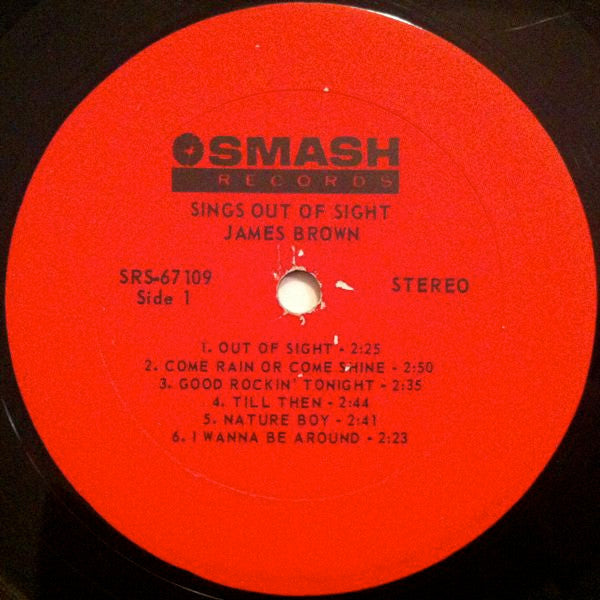 SMASH
RECORDS
SINGS OUT OF SIGHT
JAMES BROWN
SRS-67109
Side 1
STEREO
1. OUT OF SIGHT - 2:25
2. COME RAIN OR COME SHINE - 2:50
3. GOOD ROCKIN' TONIGHT - 2:35
4. TILL THEN - 2:44
5. NATURE BOY - 2:41
6. I WANNA BE AROUND - 2:23